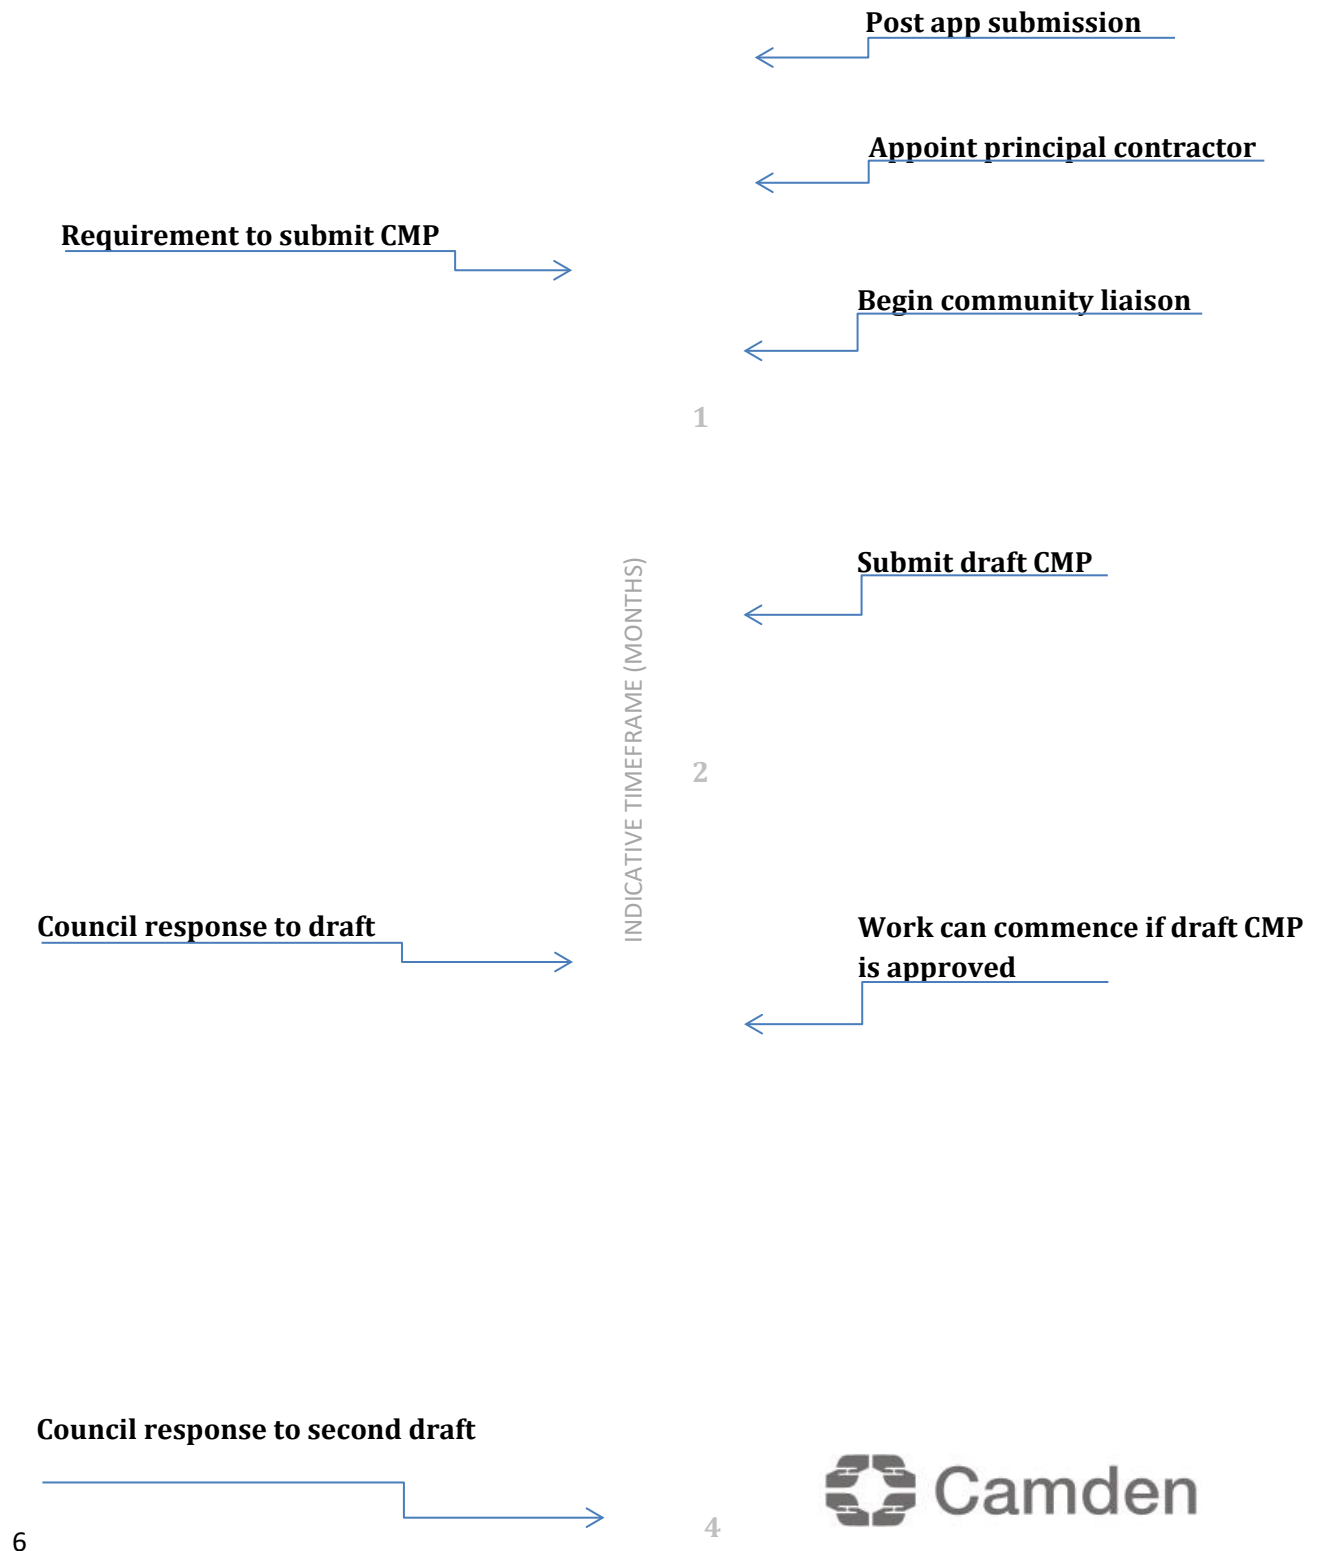 Post app submission
Appoint principal contractor
Requirement to submit CMP
Begin community liaison
1
Submit draft CMP
INDICATIVE TIMEFRAME (MONTHS)
2
Council response to draft
Work can commence if draft CMP
is approved
Council response to second draft
Camden
4
6